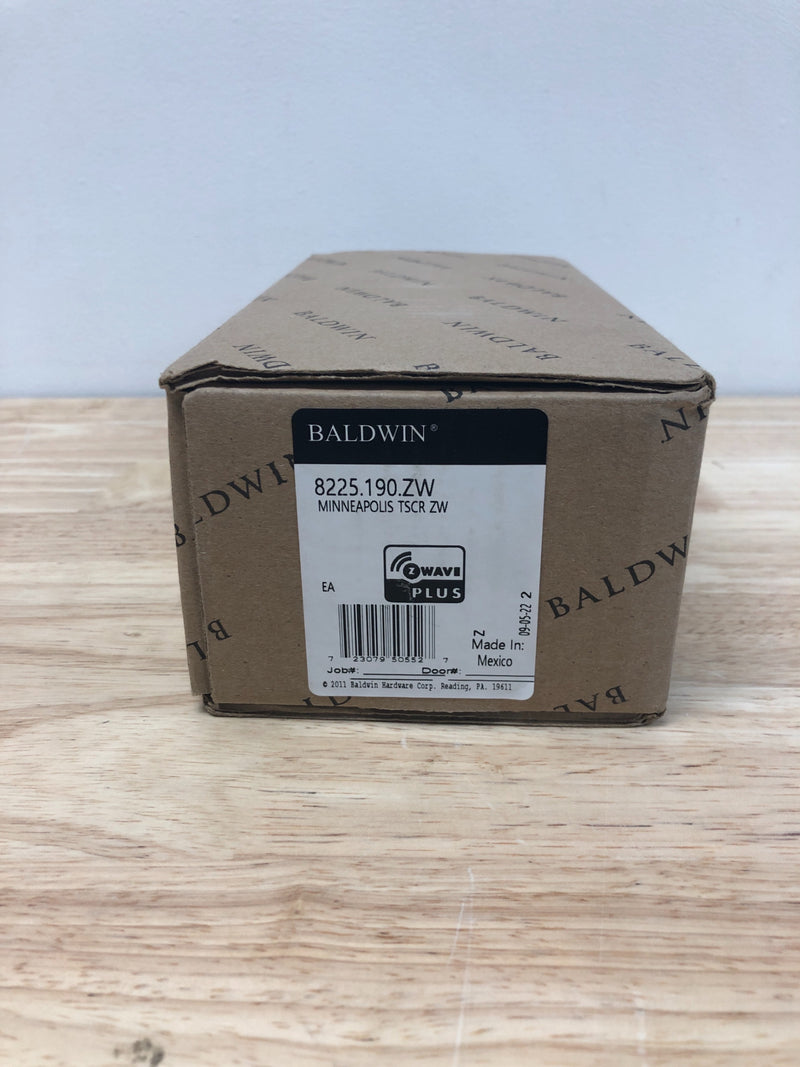 BALDWIN
BALDWIN
BALDWIN
BALDWIN®
8225.190.ZW
MINNEAPOLIS TSCR ZW
Z WAVE
PLUS
EA
7 23079 50552 7
Z
09-05-22 2
Made In:
Mexico
Job#: Door#:
© 2011 Baldwin Hardware Corp. Reading, PA. 19611
BALDW